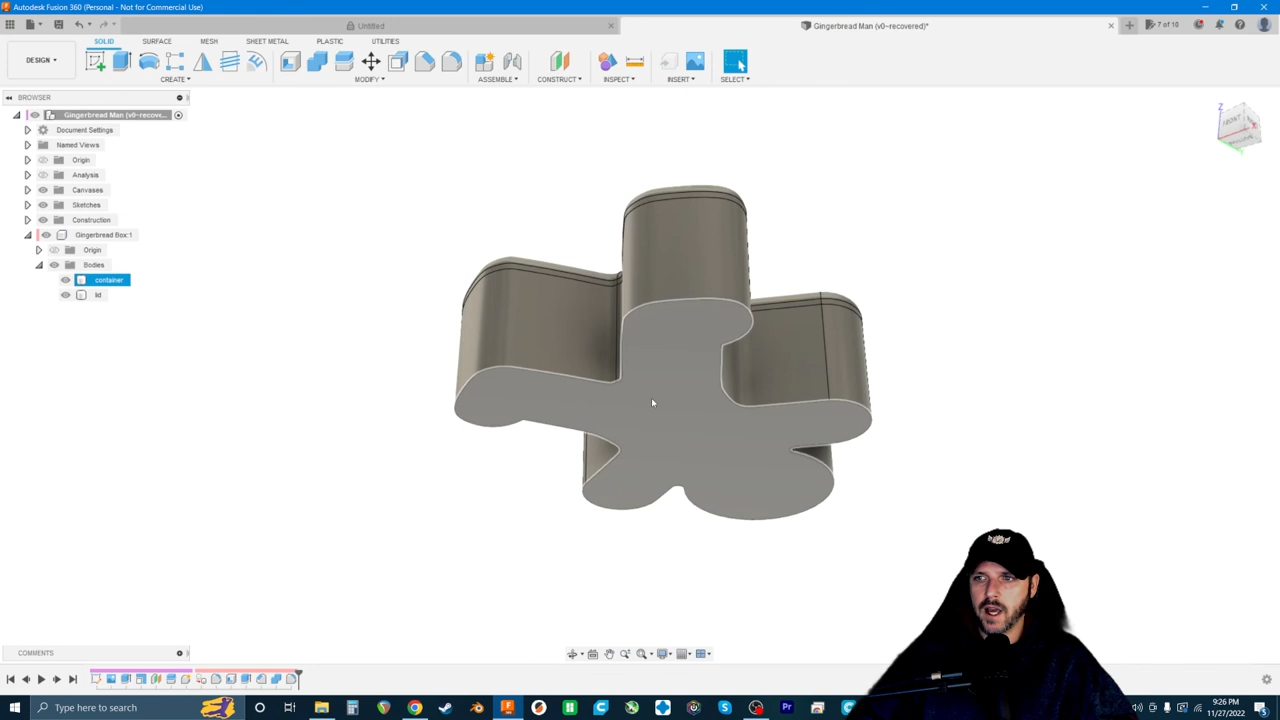 Autodesk Fusion 360 (Personal - Not for Commercial Use)
Untitled
Gingerbread Man (v0~recovered)*
7 of 10
DESIGN
SOLID SURFACE MESH SHEET METAL PLASTIC UTILITIES
CREATE MODIFY ASSEMBLE CONSTRUCT INSPECT INSERT SELECT
BROWSER
Gingerbread Man (v0~recov...
Document Settings
Named Views
Origin
Analysis
Canvases
Sketches
Construction
Gingerbread Box:1
Origin
Bodies
container
lid
Z
FRONT
COMMENTS
Type here to search
9:26 PM
11/27/2022
5